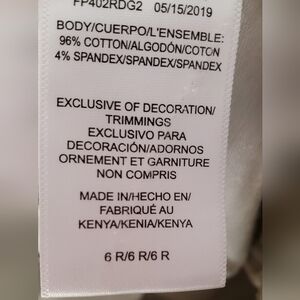 FP402RDG2 05/15/2019
BODY/CUERPO/L'ENSEMBLE:
96% COTTON/ALGODÓN/COTON
4% SPANDEX/SPANDEX/SPANDEX
EXCLUSIVE OF DECORATION/
TRIMMINGS
EXCLUSIVO PARA
DECORACIÓN/ADORNOS
ORNEMENT ET GARNITURE
NON COMPRIS
MADE IN/HECHO EN/
FABRIQUÉ AU
KENYA/KENIA/KENYA
6 R/6 R/6 R